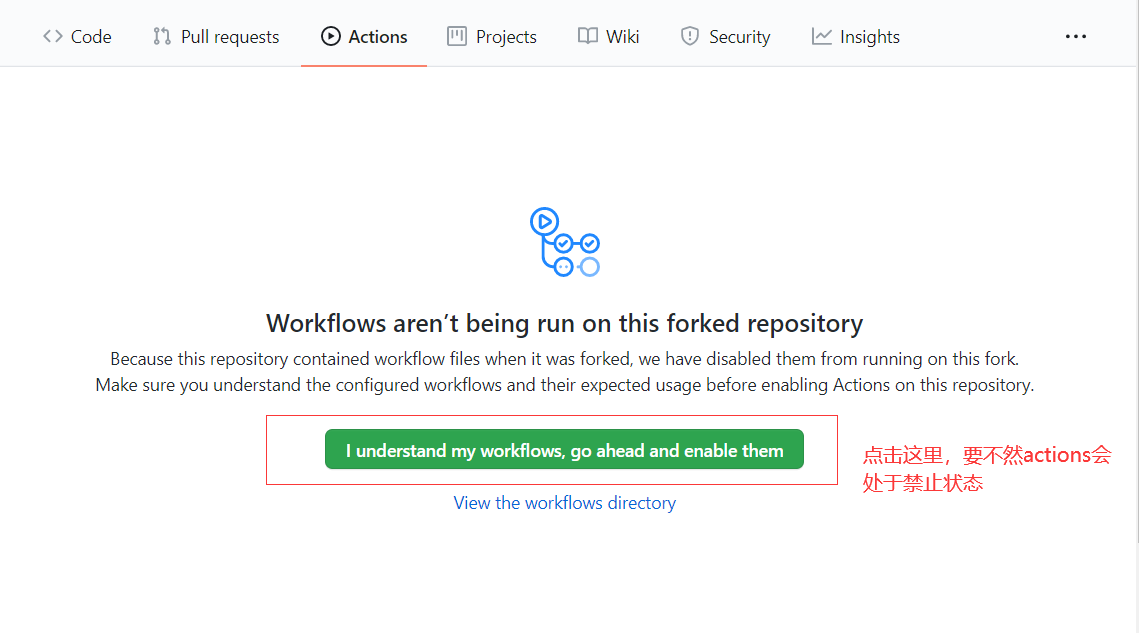 Code Pull requests Actions Projects Wiki Security Insights
Workflows aren't being run on this forked repository
Because this repository contained workflow files when it was forked, we have disabled them from running on this fork.
Make sure you understand the configured workflows and their expected usage before enabling Actions on this repository.
I understand my workflows, go ahead and enable them
点击这里，要不然actions会
处于禁止状态
View the workflows directory